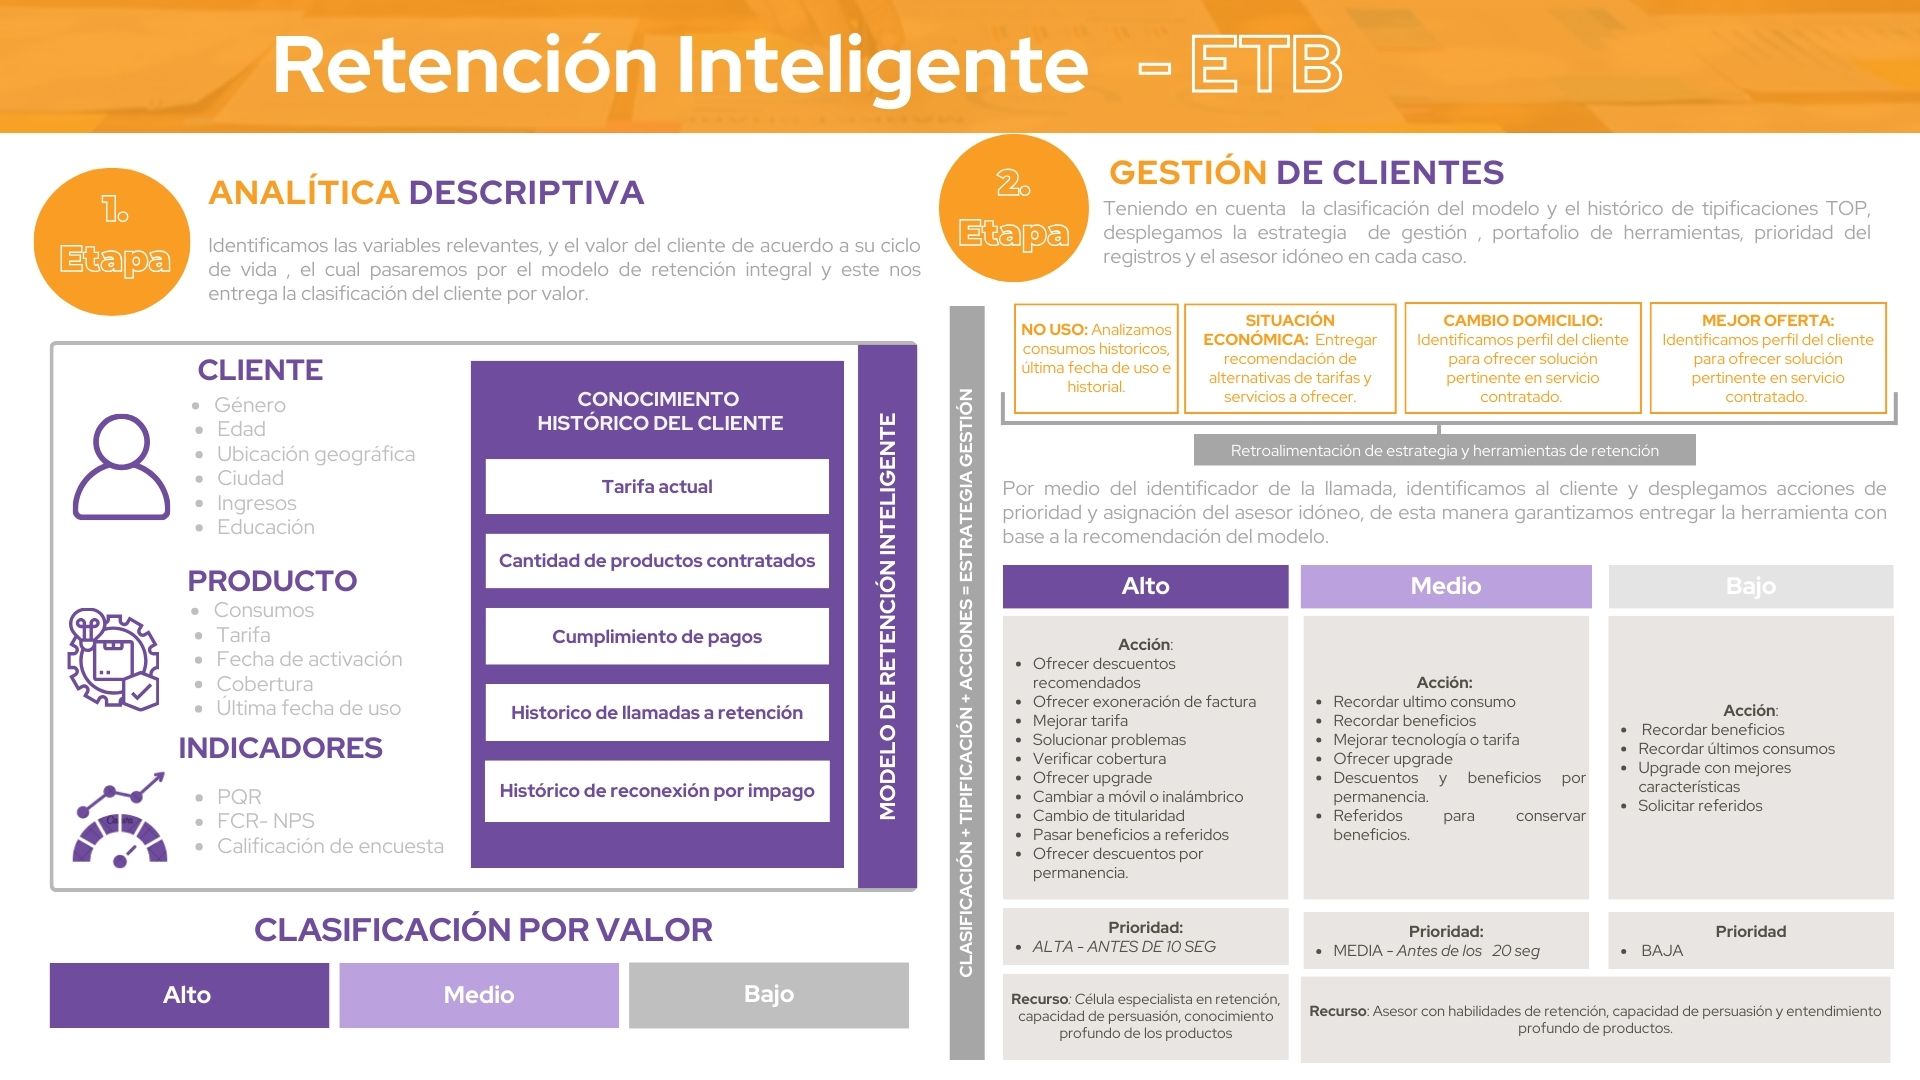 Retención Inteligente - ETB
1.
Etapa
ANALÍTICA DESCRIPTIVA
Identificamos las variables relevantes, y el valor del cliente de acuerdo a su ciclo
de vida , el cual pasaremos por el modelo de retención integral y este nos
entrega la clasificación del cliente por valor.
CLIENTE
• Género
• Edad
• Ubicación geográfica
• Ciudad
• Ingresos
• Educación
PRODUCTO
• Consumos
• Tarifa
• Fecha de activación
• Cobertura
• Última fecha de uso
INDICADORES
• PQR
• FCR- NPS
• Calificación de encuesta
CONOCIMIENTO
HISTÓRICO DEL CLIENTE
Tarifa actual
Cantidad de productos contratados
Cumplimiento de pagos
Historico de llamadas a retención
Histórico de reconexión por impago
MODELO DE RETENCIÓN INTELIGENTE
CLASIFICACIÓN POR VALOR
Alto
Medio
Bajo
2.
Etapa
GESTIÓN DE CLIENTES
Teniendo en cuenta la clasificación del modelo y el histórico de tipificaciones TOP,
desplegamos la estrategia de gestión , portafolio de herramientas, prioridad del
registros y el asesor idóneo en cada caso.
CLASIFICACIÓN + TIPIFICACIÓN + ACCIONES = ESTRATEGIA GESTIÓN
NO USO: Analizamos
consumos historicos,
última fecha de uso e
historial.
SITUACIÓN
ECONÓMICA: Entregar
recomendación de
alternativas de tarifas y
servicios a ofrecer.
CAMBIO DOMICILIO:
Identificamos perfil del cliente
para ofrecer solución
pertinente en servicio
contratado.
MEJOR OFERTA:
Identificamos perfil del cliente
para ofrecer solución
pertinente en servicio
contratado.
Retroalimentación de estrategia y herramientas de retención
Por medio del identificador de la llamada, identificamos al cliente y desplegamos acciones de
prioridad y asignación del asesor idóneo, de esta manera garantizamos entregar la herramienta con
base a la recomendación del modelo.
Alto
Acción:
• Ofrecer descuentos
recomendados
• Ofrecer exoneración de factura
• Mejorar tarifa
• Solucionar problemas
• Verificar cobertura
• Ofrecer upgrade
• Cambiar a móvil o inalámbrico
• Cambio de titularidad
• Pasar beneficios a referidos
• Ofrecer descuentos por
permanencia.
Prioridad:
• ALTA - ANTES DE 10 SEG
Recurso: Célula especialista en retención,
capacidad de persuasión, conocimiento
profundo de los productos
Medio
Acción:
• Recordar ultimo consumo
• Recordar beneficios
• Mejorar tecnología o tarifa
• Ofrecer upgrade
• Descuentos y beneficios por
permanencia.
• Referidos para conservar
beneficios.
Prioridad:
• MEDIA - Antes de los 20 seg
Bajo
Acción:
• Recordar beneficios
• Recordar últimos consumos
• Upgrade con mejores
características
• Solicitar referidos
Prioridad
• BAJA
Recurso: Asesor con habilidades de retención, capacidad de persuasión y entendimiento
profundo de productos.